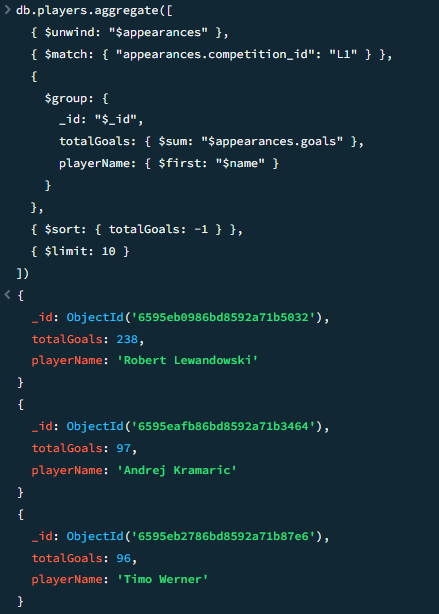 > db.players.aggregate([
{ $unwind: "$appearances" },
{ $match: { "appearances.competition_id": "L1" } },
{
$group: {
_id: "$_id",
totalGoals: { $sum: "$appearances.goals" },
playerName: { $first: "$name" }
}
},
{ $sort: { totalGoals: -1 } },
{ $limit: 10 }
])
< {
_id: ObjectId('6595eb0986bd8592a71b5032'),
totalGoals: 238,
playerName: 'Robert Lewandowski'
}
{
_id: ObjectId('6595eafb86bd8592a71b3464'),
totalGoals: 97,
playerName: 'Andrej Kramaric'
}
{
_id: ObjectId('6595eb2786bd8592a71b87e6'),
totalGoals: 96,
playerName: 'Timo Werner'
}